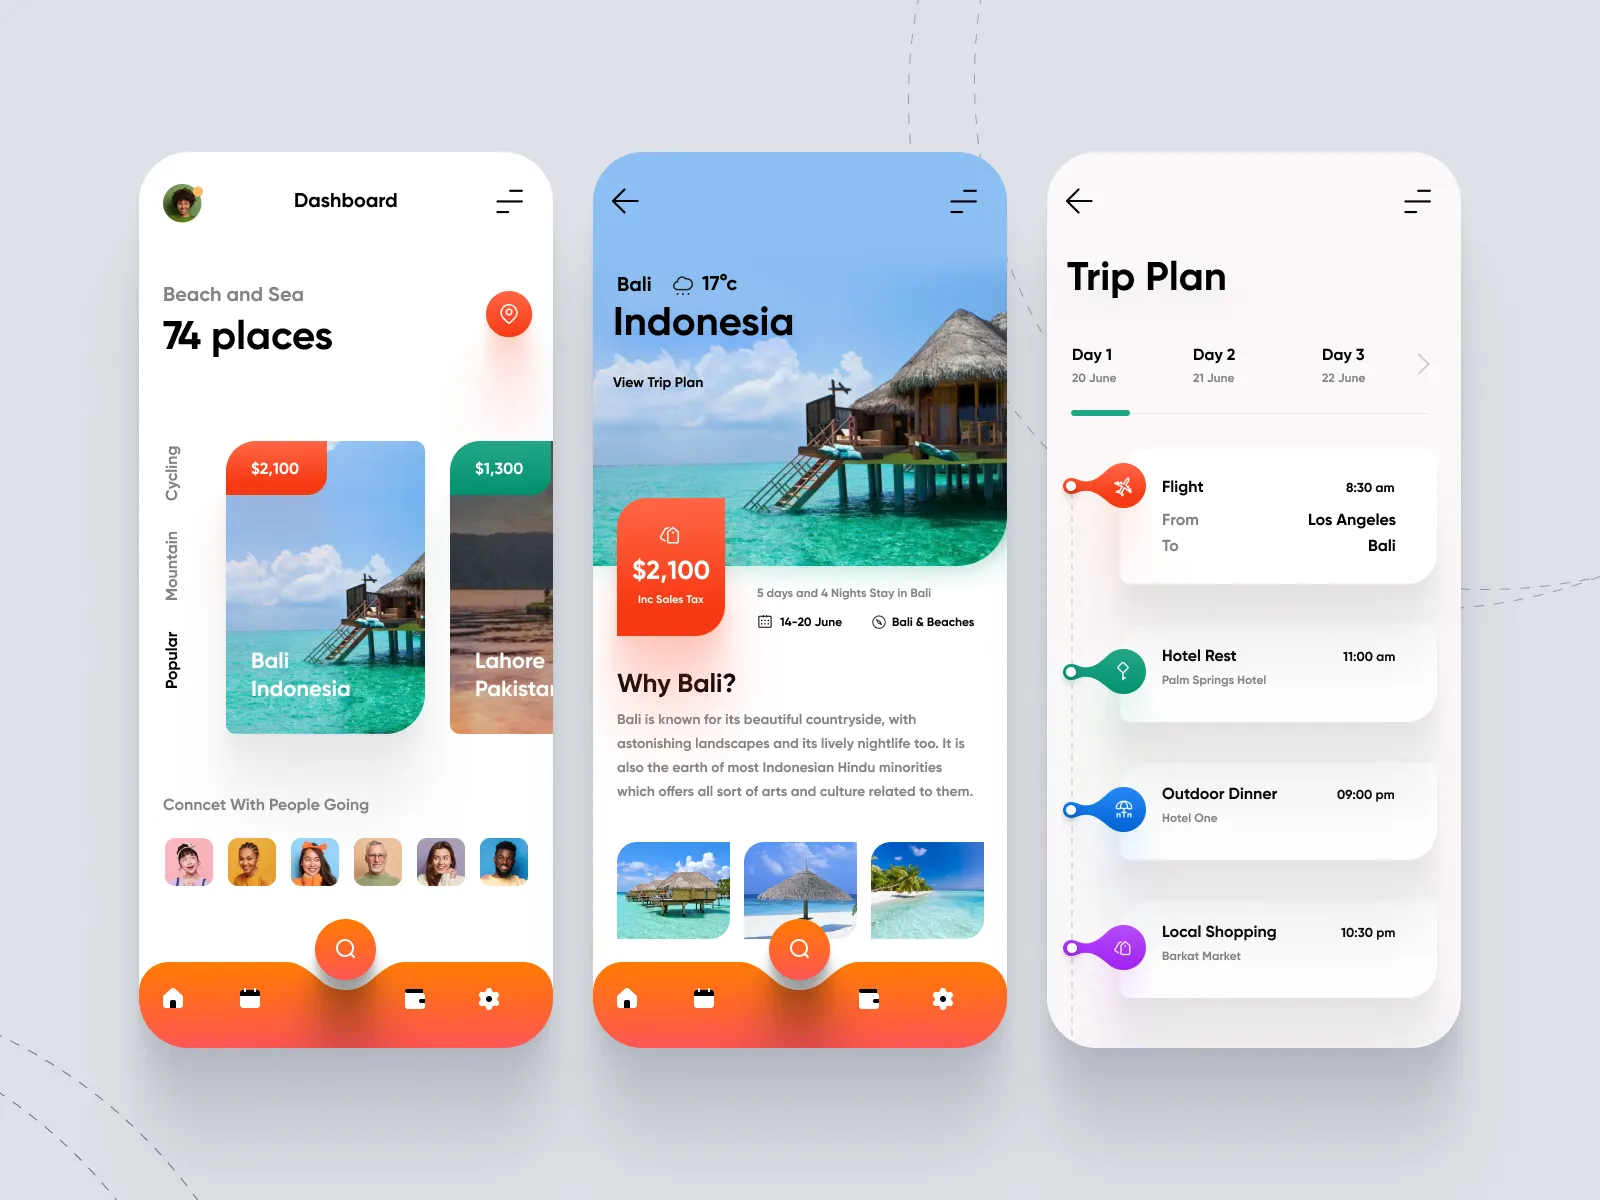 Dashboard
Beach and Sea
74 places
Cycling
Mountain
Popular
$2,100
Bali
Indonesia
$1,300
Lahore
Pakista
Conncet With People Going
Bali
17°c
Indonesia
View Trip Plan
$2,100
Inc Sales Tax
5 days and 4 Nights Stay in Bali
14-20 June
Bali & Beaches
Why Bali?
Bali is known for its beautiful countryside, with
astonishing landscapes and its lively nightlife too. It is
also the earth of most Indonesian Hindu minorities
which offers all sort of arts and culture related to them.
Trip Plan
Day 1
20 June
Day 2
21 June
Day 3
22 June
Flight
8:30 am
From
Los Angeles
To
Bali
Hotel Rest
11:00 am
Palm Springs Hotel
Outdoor Dinner
09:00 pm
Hotel One
Local Shopping
10:30 pm
Barkat Market